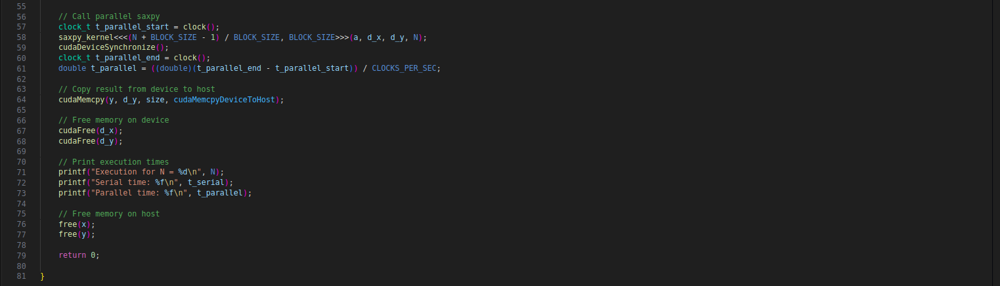 55
56 // Call parallel saxpy
57 clock_t t_parallel_start = clock();
58 saxpy_kernel<<<(N + BLOCK_SIZE - 1) / BLOCK_SIZE, BLOCK_SIZE>>>(a, d_x, d_y, N);
59 cudaDeviceSynchronize();
60 clock_t t_parallel_end = clock();
61 double t_parallel = ((double)(t_parallel_end - t_parallel_start)) / CLOCKS_PER_SEC;
62
63 // Copy result from device to host
64 cudaMemcpy(y, d_y, size, cudaMemcpyDeviceToHost);
65
66 // Free memory on device
67 cudaFree(d_x);
68 cudaFree(d_y);
69
70 // Print execution times
71 printf("Execution for N = %d\n", N);
72 printf("Serial time: %f\n", t_serial);
73 printf("Parallel time: %f\n", t_parallel);
74
75 // Free memory on host
76 free(x);
77 free(y);
78
79 return 0;
80
81 }